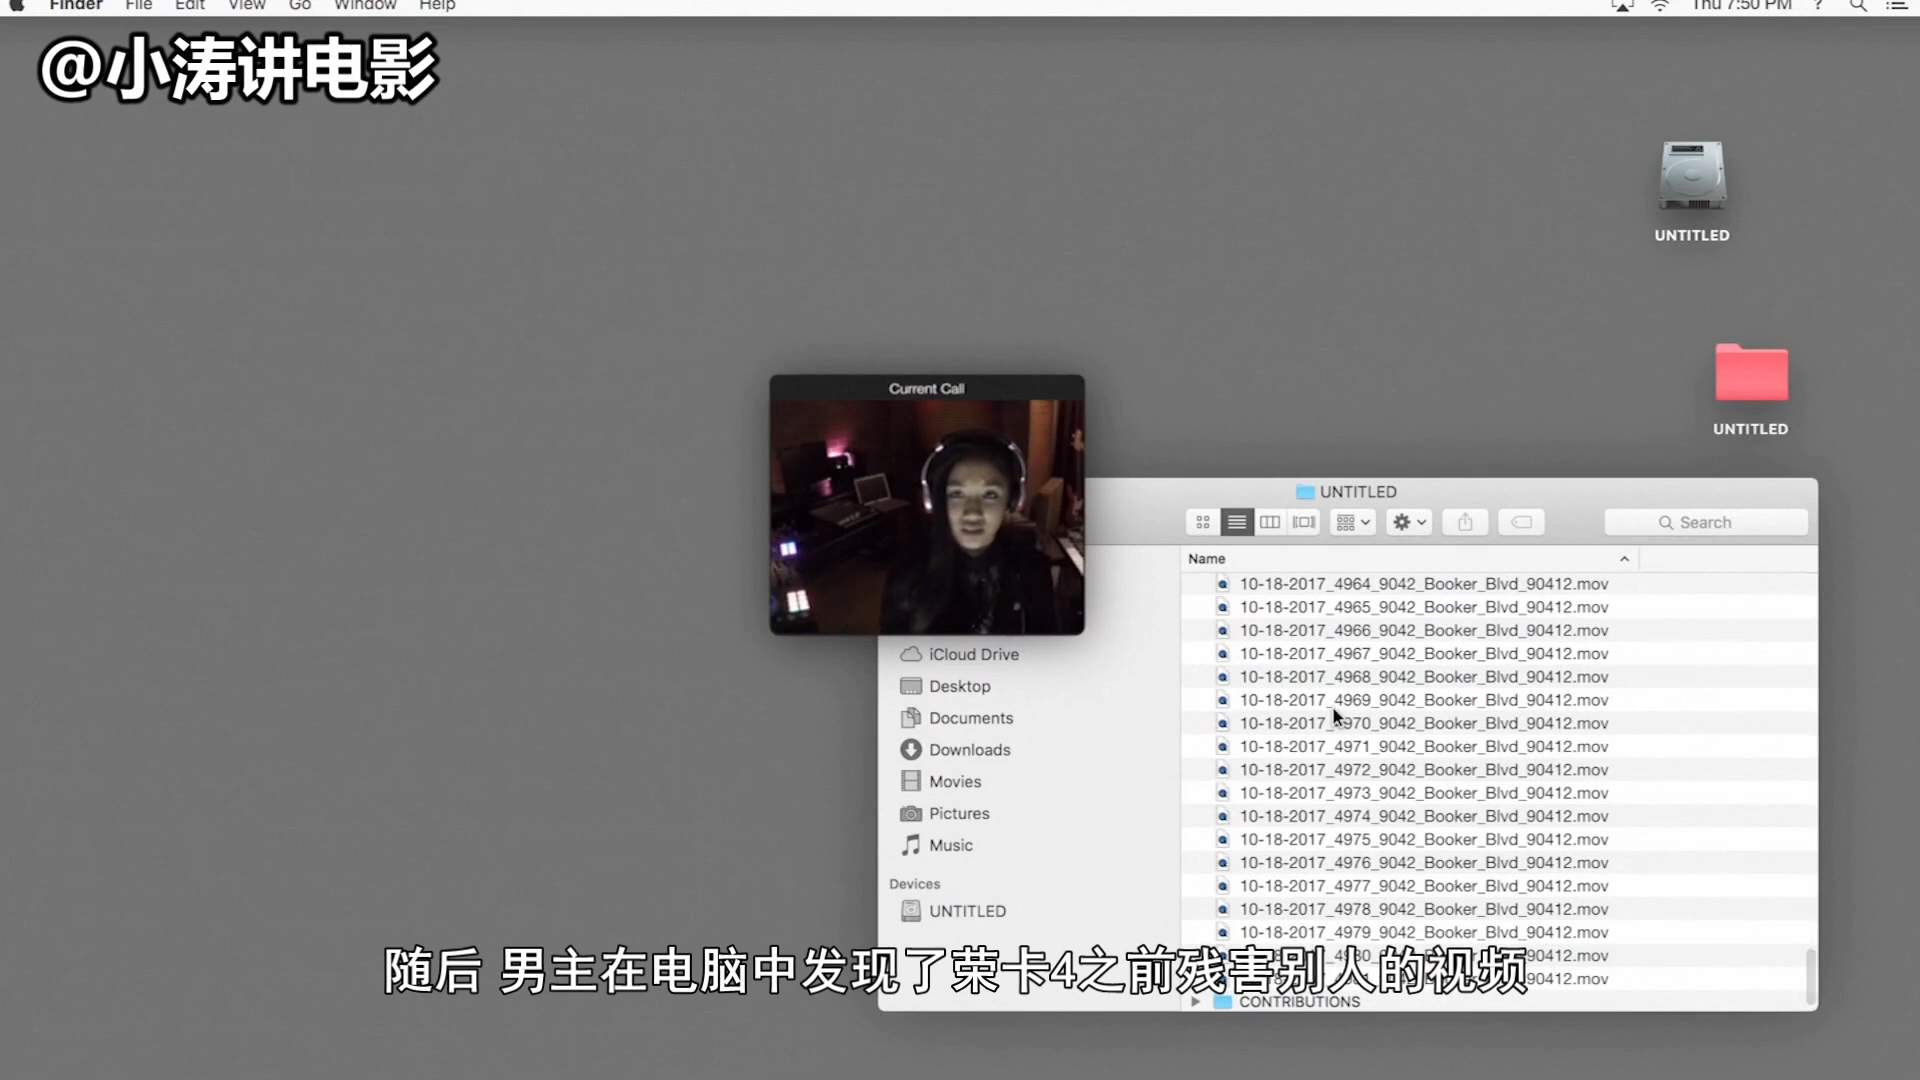 Finder File Edit View Go Window Help
Thu 7:50 PM
@小涛讲电影
UNTITLED
UNTITLED
Current Call
UNTITLED
Search
Name
10-18-2017_4964_9042_Booker_Blvd_90412.mov
10-18-2017_4965_9042_Booker_Blvd_90412.mov
10-18-2017_4966_9042_Booker_Blvd_90412.mov
10-18-2017_4967_9042_Booker_Blvd_90412.mov
10-18-2017_4968_9042_Booker_Blvd_90412.mov
10-18-2017_4969_9042_Booker_Blvd_90412.mov
10-18-2017_4970_9042_Booker_Blvd_90412.mov
10-18-2017_4971_9042_Booker_Blvd_90412.mov
10-18-2017_4972_9042_Booker_Blvd_90412.mov
10-18-2017_4973_9042_Booker_Blvd_90412.mov
10-18-2017_4974_9042_Booker_Blvd_90412.mov
10-18-2017_4975_9042_Booker_Blvd_90412.mov
10-18-2017_4976_9042_Booker_Blvd_90412.mov
10-18-2017_4977_9042_Booker_Blvd_90412.mov
10-18-2017_4978_9042_Booker_Blvd_90412.mov
10-18-2017_4979_9042_Booker_Blvd_90412.mov
CONTRIBUTIONS
iCloud Drive
Desktop
Documents
Downloads
Movies
Pictures
Music
Devices
UNTITLED
随后 男主在电脑中发现了荣卡4之前残害别人的视频